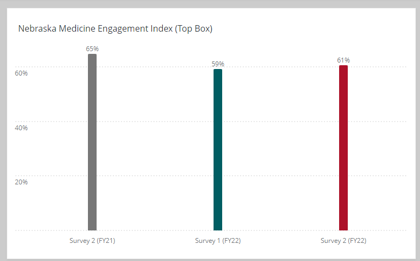 Nebraska Medicine Engagement Index (Top Box)
65%
59%
61%
60%
40%
20%
Survey 2 (FY21)
Survey 1 (FY22)
Survey 2 (FY22)